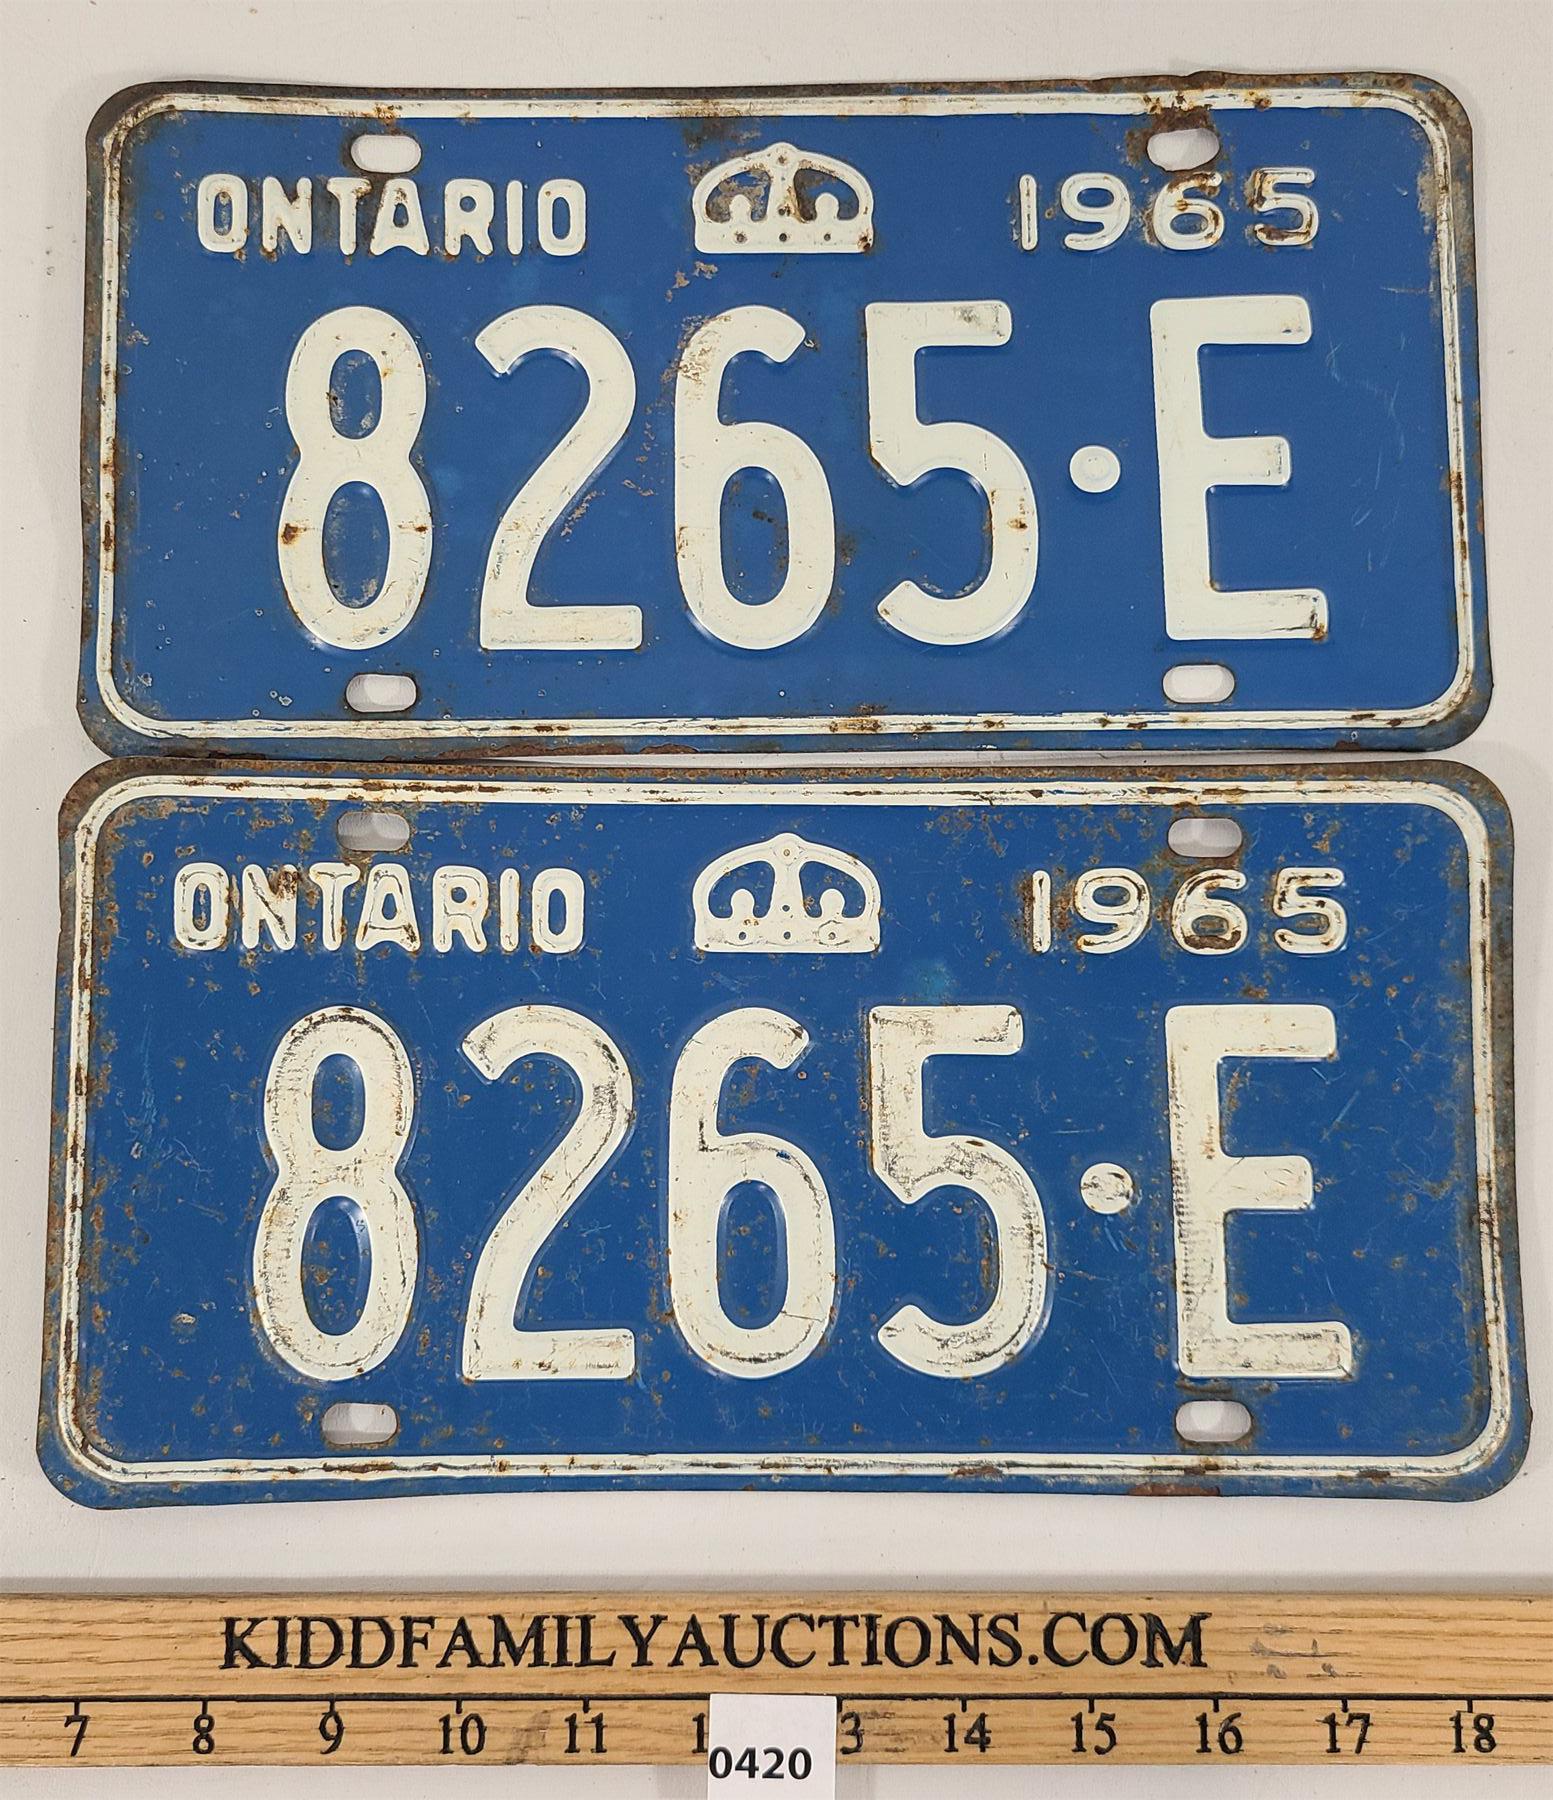 ONTARIO 1965
8265·E
ONTARIO 1965
8265·E
KIDDFAMILYAUCTIONS.COM
7 8 9 10 11 1 3 14 15 16 17 18
0420